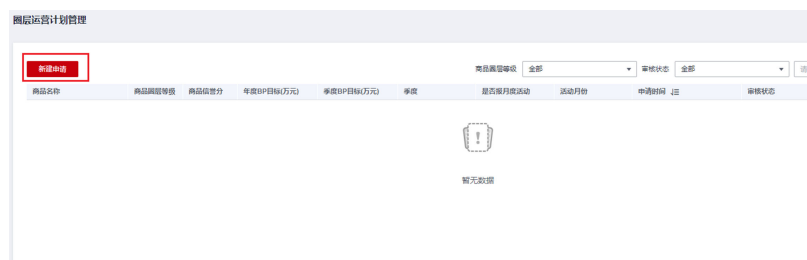 圈层运营计划管理
新建申请 商品圈层等级 全部 审核状态 全部 请
商品名称 商品圈层等级 商品信誉分 年度BP目标(万元) 季度BP目标(万元) 季度 是否报月度活动 活动月份 申请时间 审核状态
暂无数据